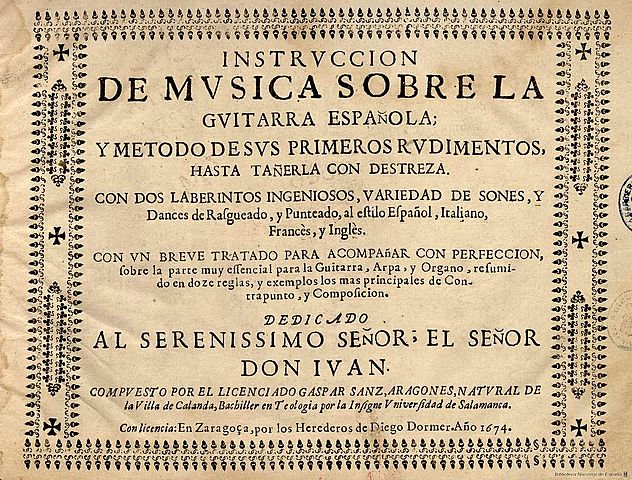 INSTRVCCION
DE MVSICA SOBRE LA
GVITARRA ESPAÑOLA;
Y METODO DE SVS PRIMEROS RVDIMENTOS,
HASTA TAÑERLA CON DESTREZA.
CON DOS LABERINTOS INGENIOSOS, VARIEDAD DE SONES, Y
Dances de Rasgueado, y Punteado, al estilo Español, Italiano,
Francès, y Inglès.
CON VN BREVE TRATADO PARA ACOMPAÑAR CON PERFECCION,
sobre la parte muy essencial para la Guitarra, Arpa, y Organo, resumi-
do en doze reglas, y exemplos los mas principales de Con-
trapunto, y Composicion.
DEDICADO
AL SERENISSIMO SEÑOR; EL SEÑOR
DON IVAN.
COMPVESTO POR EL LICENCIADO GASPAR SANZ, ARAGONES, NATVRAL DE
la Villa de Calanda, Bachiller en Teologia por la Insigne Vniversidad de Salamanca.
Con licencia: En Zaragoça, por los Herederos de Diego Dormer. Año 1674.
Biblioteca Nacional de España